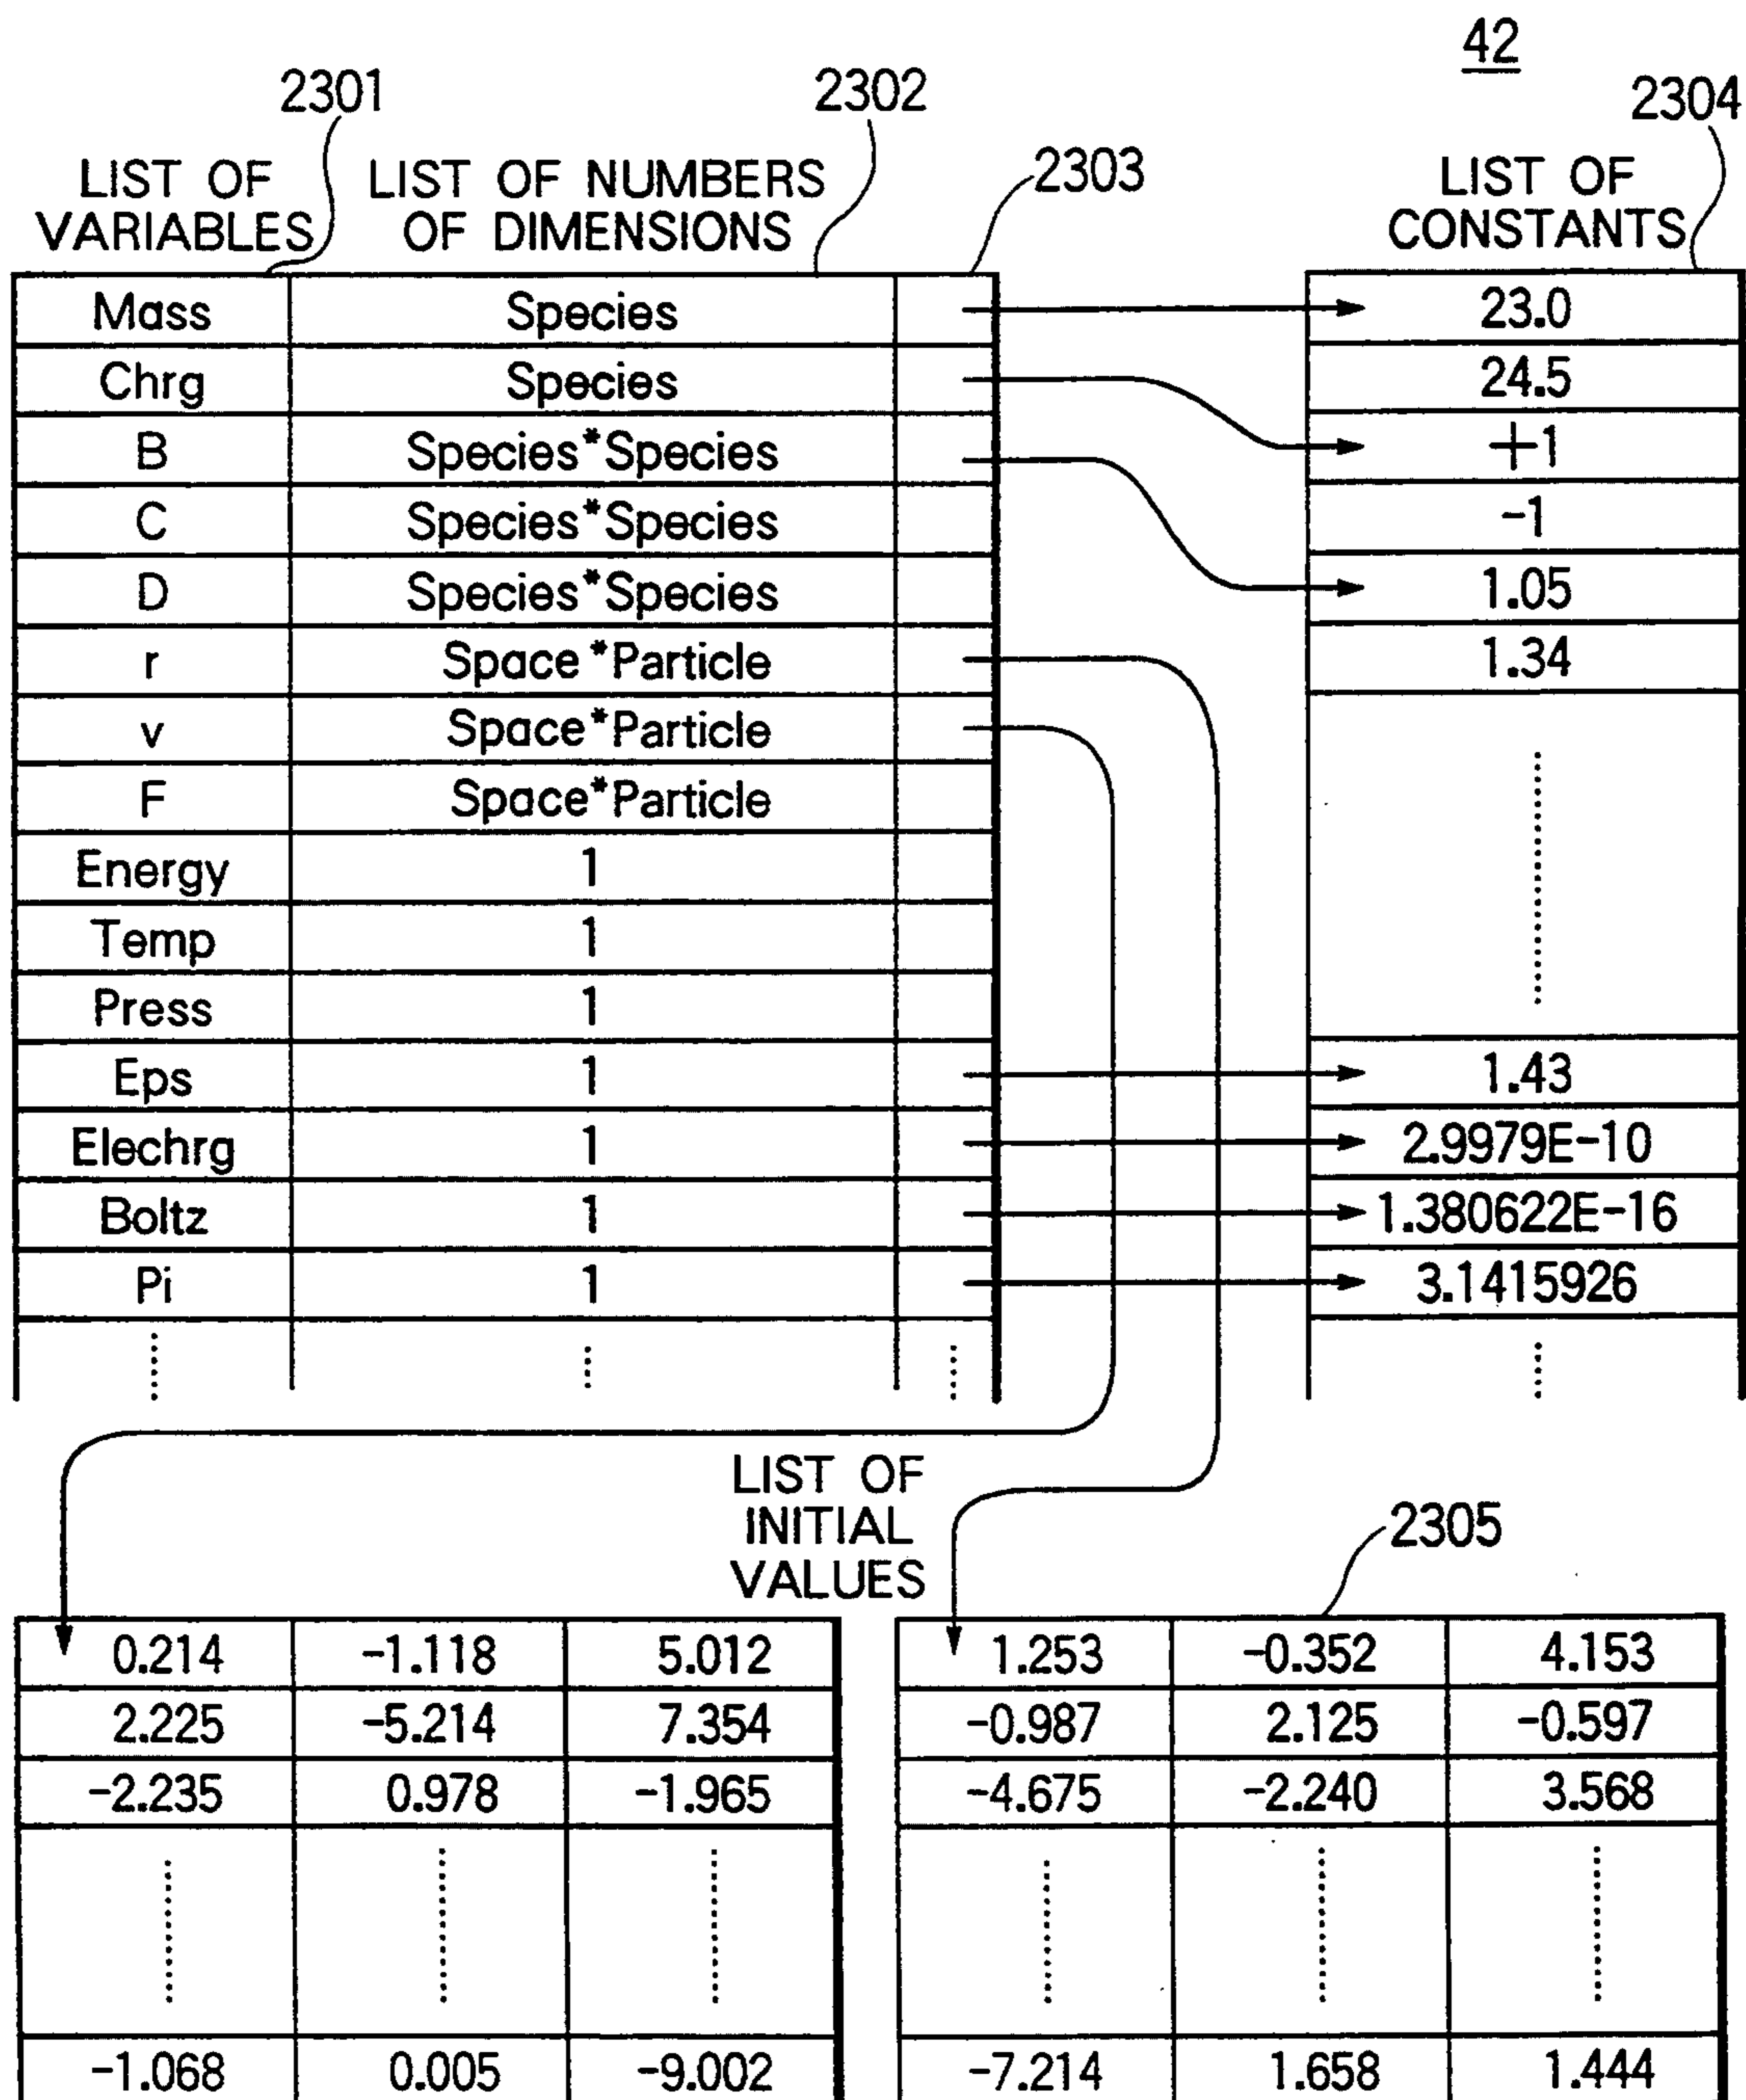 42
2301 2302 2304
2303
LIST OF LIST OF NUMBERS LIST OF
VARIABLES OF DIMENSIONS CONSTANTS
Mass Species 23.0
Chrg Species 24.5
B Species*Species +1
C Species*Species -1
D Species*Species 1.05
r Space*Particle 1.34
v Space*Particle
F Space*Particle
Energy 1
Temp 1
Press 1
Eps 1 1.43
Elechrg 1 2.9979E-10
Boltz 1 1.380622E-16
Pi 1 3.1415926
LIST OF
INITIAL
VALUES
2305
0.214 -1.118 5.012 1.253 -0.352 4.153
2.225 -5.214 7.354 -0.987 2.125 -0.597
-2.235 0.978 -1.965 -4.675 -2.240 3.568
-1.068 0.005 -9.002 -7.214 1.658 1.444